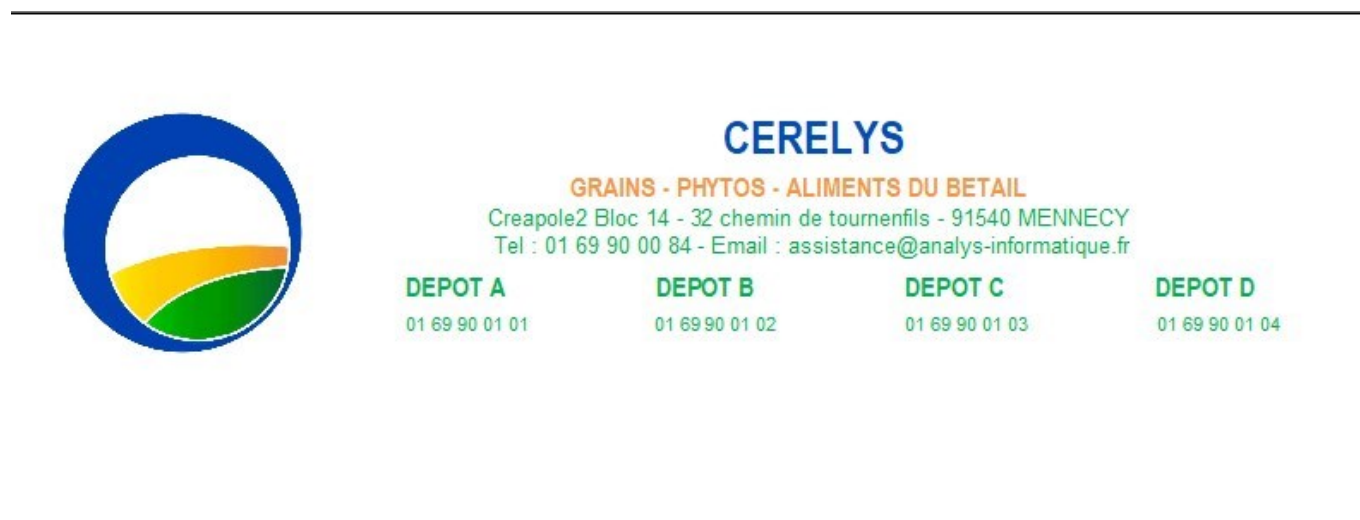 CERELYS
GRAINS - PHYTOS - ALIMENTS DU BETAIL
Creapole2 Bloc 14 - 32 chemin de tournenfils - 91540 MENNECY
Tel : 01 69 90 00 84 - Email : assistance@analys-informatique.fr
DEPOT A DEPOT B DEPOT C DEPOT D
01 69 90 01 01 01 69 90 01 02 01 69 90 01 03 01 69 90 01 04